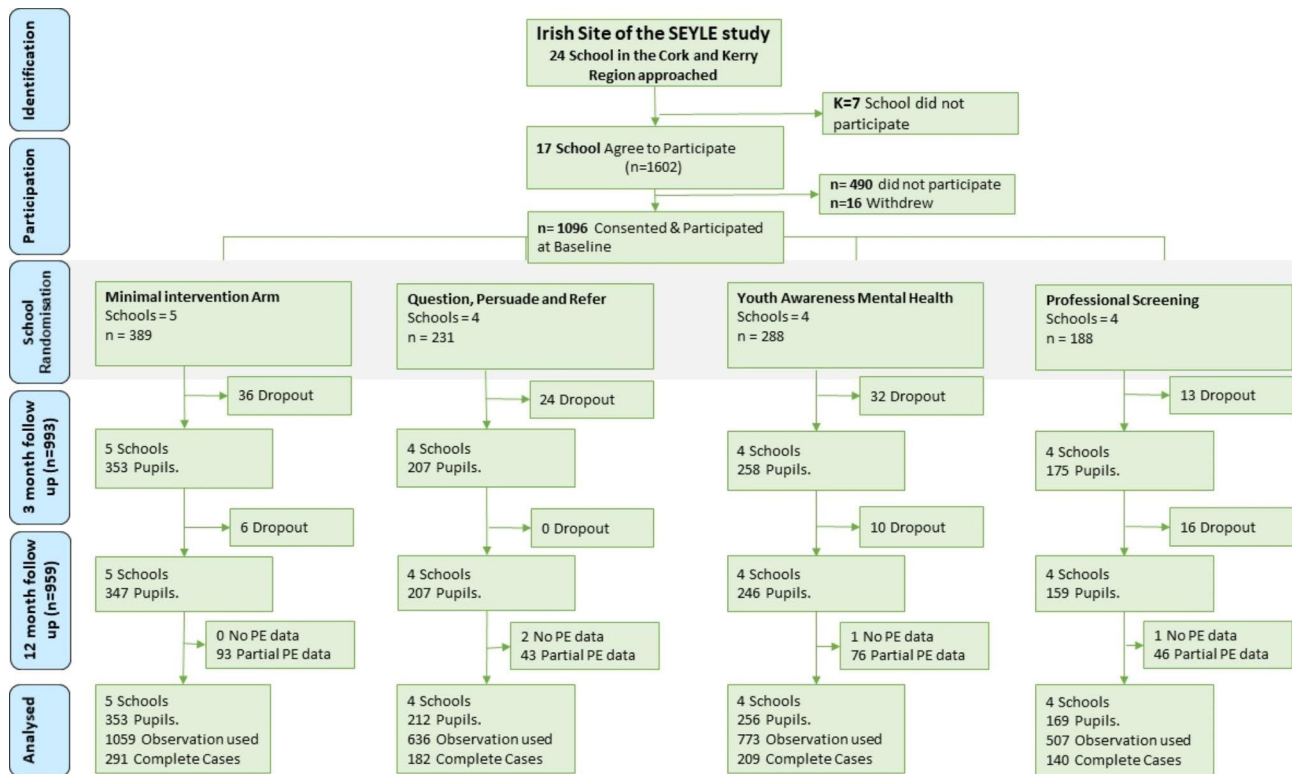 Identification
Irish Site of the SEYLE study
24 School in the Cork and Kerry
Region approached
K=7 School did not
participate
Participation
17 School Agree to Participate
(n=1602)
n= 490 did not participate
n=16 Withdrew
n= 1096 Consented & Participated
at Baseline
School
Randomisation
Minimal intervention Arm
Schools = 5
n = 389
Question, Persuade and Refer
Schools = 4
n = 231
Youth Awareness Mental Health
Schools = 4
n = 288
Professional Screening
Schools = 4
n = 188
36 Dropout
24 Dropout
32 Dropout
13 Dropout
3 month follow
up (n=993)
5 Schools
353 Pupils.
4 Schools
207 Pupils.
4 Schools
258 Pupils.
4 Schools
175 Pupils.
6 Dropout
0 Dropout
10 Dropout
16 Dropout
12 month follow
up (n=959)
5 Schools
347 Pupils.
4 Schools
207 Pupils.
4 Schools
246 Pupils.
4 Schools
159 Pupils.
0 No PE data
93 Partial PE data
2 No PE data
43 Partial PE data
1 No PE data
76 Partial PE data
1 No PE data
46 Partial PE data
Analysed
5 Schools
353 Pupils.
1059 Observation used
291 Complete Cases
4 Schools
212 Pupils.
636 Observation used
182 Complete Cases
4 Schools
256 Pupils.
773 Observation used
209 Complete Cases
4 Schools
169 Pupils.
507 Observation used
140 Complete Cases